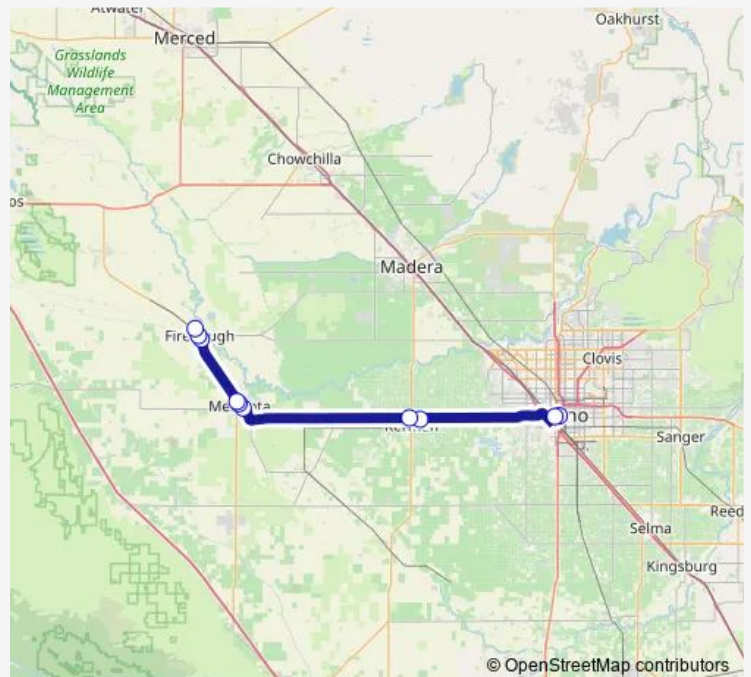 Atwater
Oakhurst
Merced
Grasslands
Wildlife
Management
Area
Chowchilla
os
Madera
Clovis
Sanger
Reed
Selma
Kingsburg
© OpenStreetMap contributors